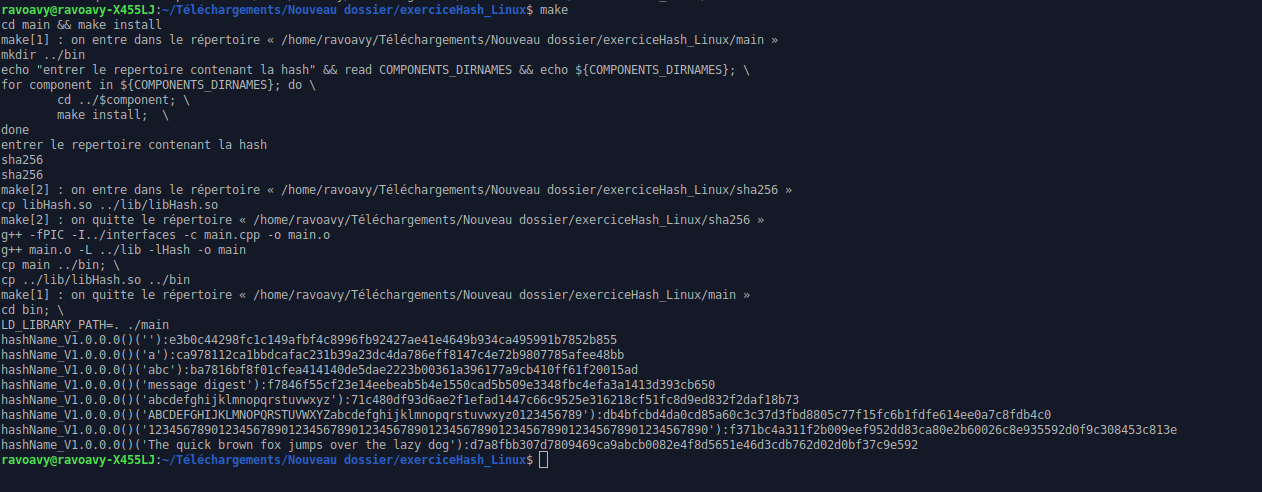 ravoavy@ravoavy-X455LJ:~/Téléchargements/Nouveau dossier/exerciceHash_Linux$ make
cd main && make install
make[1] : on entre dans le répertoire « /home/ravoavy/Téléchargements/Nouveau dossier/exerciceHash_Linux/main »
mkdir ../bin
echo "entrer le repertoire contenant la hash" && read COMPONENTS_DIRNAMES && echo ${COMPONENTS_DIRNAMES}; \
for component in ${COMPONENTS_DIRNAMES}; do \
        cd ../$component; \
        make install;  \
done
entrer le repertoire contenant la hash
sha256
sha256
make[2] : on entre dans le répertoire « /home/ravoavy/Téléchargements/Nouveau dossier/exerciceHash_Linux/sha256 »
cp libHash.so ../lib/libHash.so
make[2] : on quitte le répertoire « /home/ravoavy/Téléchargements/Nouveau dossier/exerciceHash_Linux/sha256 »
g++ -fPIC -I../interfaces -c main.cpp -o main.o
g++ main.o -L ../lib -lHash -o main
cp main ../bin; \
cp ../lib/libHash.so ../bin
make[1] : on quitte le répertoire « /home/ravoavy/Téléchargements/Nouveau dossier/exerciceHash_Linux/main »
cd bin; \
LD_LIBRARY_PATH=. ./main
hashName_V1.0.0.0()(''):e3b0c44298fc1c149afbf4c8996fb92427ae41e4649b934ca495991b7852b855
hashName_V1.0.0.0()('a'):ca978112ca1bbdcafac231b39a23dc4da786eff8147c4e72b9807785afee48bb
hashName_V1.0.0.0()('abc'):ba7816bf8f01cfea414140de5dae2223b00361a396177a9cb410ff61f20015ad
hashName_V1.0.0.0()('message digest'):f7846f55cf23e14eebeab5b4e1550cad5b509e3348fbc4efa3a1413d393cb650
hashName_V1.0.0.0()('abcdefghijklmnopqrstuvwxyz'):71c480df93d6ae2f1efad1447c66c9525e316218cf51fc8d9ed832f2daf18b73
hashName_V1.0.0.0()('ABCDEFGHIJKLMNOPQRSTUVWXYZabcdefghijklmnopqrstuvwxyz0123456789'):db4bfcbd4da0cd85a60c3c37d3fbd8805c77f15fc6b1fdfe614ee0a7c8fdb4c0
hashName_V1.0.0.0()('12345678901234567890123456789012345678901234567890123456789012345678901234567890'):f371bc4a311f2b009eef952dd83ca80e2b60026c8e935592d0f9c308453c813e
hashName_V1.0.0.0()('The quick brown fox jumps over the lazy dog'):d7a8fbb307d7809469ca9abcb0082e4f8d5651e46d3cdb762d02d0bf37c9e592
ravoavy@ravoavy-X455LJ:~/Téléchargements/Nouveau dossier/exerciceHash_Linux$